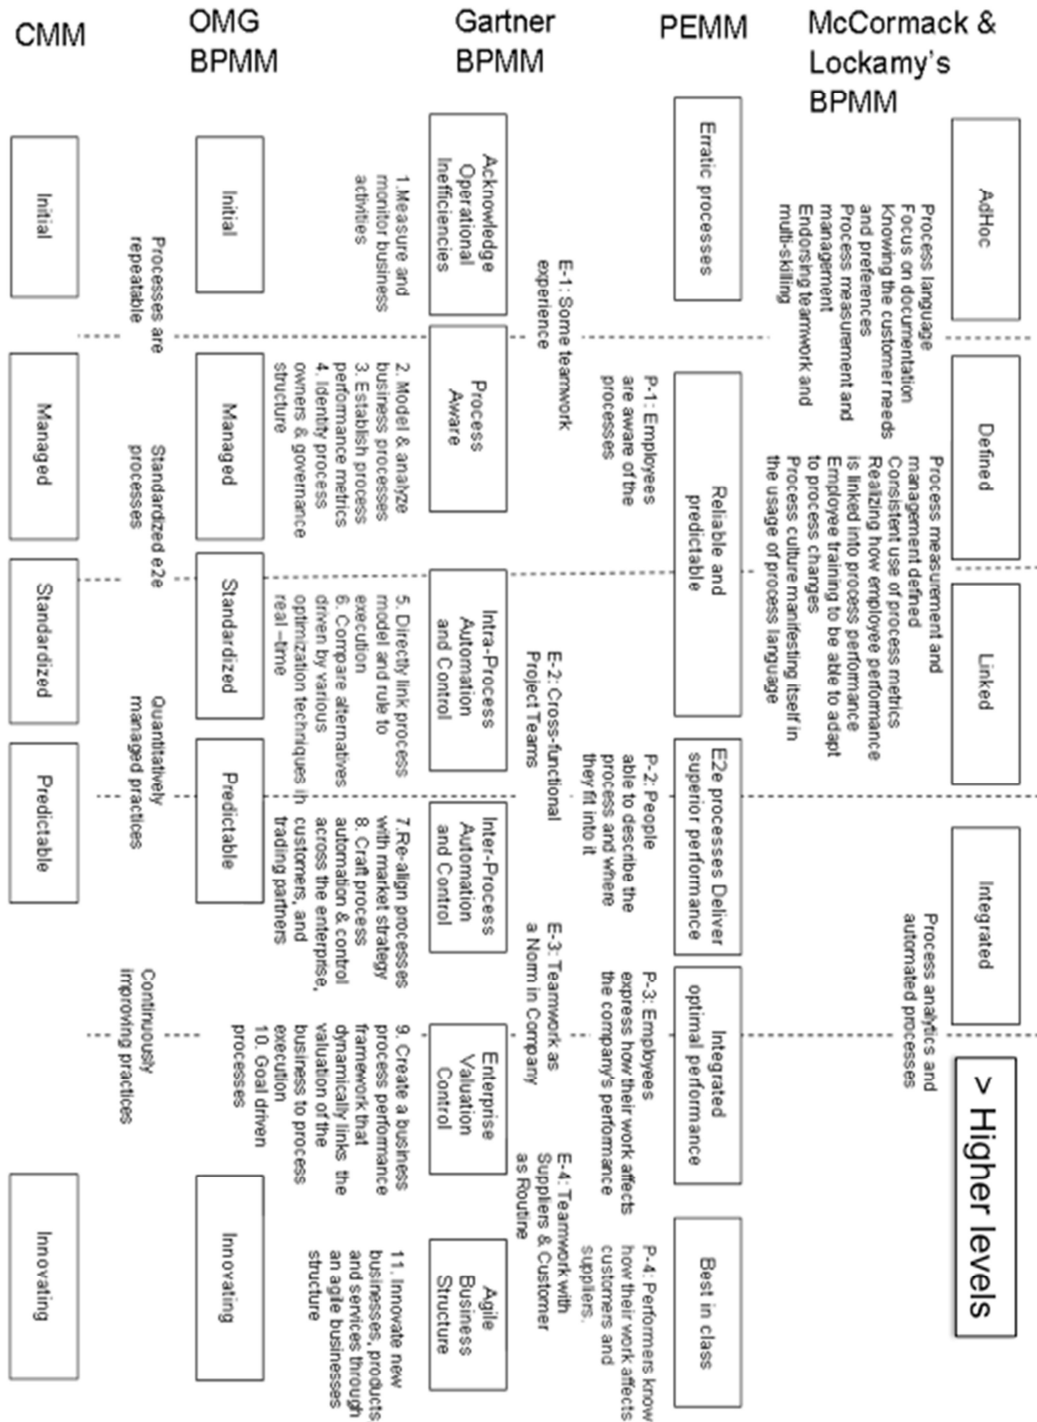 CMM
OMG
BPMM
Gartner
BPMM
PEMM
McCormack &
Lockamy's
BPMM
Initial
Managed
Standardized
Predictable
Innovating
Processes are
repeatable
Standardized e2e
processes
Quantitatively
managed practices
Continuously
improving practices
Initial
Managed
Standardized
Predictable
Innovating
1.Measure and
monitor business
activities
2. Model & analyze
business processes
3. Establish process
performance metrics
4. Identity process
owners & governance
structure
5. Directly link process
model and rule to
execution
6. Compare alternatives
driven by various
optimization techniques in
real –time
7.Re-align processes
with market strategy
8. Craft process
automation & control
across the enterprise,
customers, and
trading partners
9. Create a business
process performance
framework that
dynamically links the
valuation of the
business to process
execution
10. Goal driven
processes
11. Innovate new
businesses, products
and services through
an agile businesses
structure
Acknowledge
Operational
Inefficiencies
Process
Aware
Intra-Process
Automation
and Control
Inter-Process
Automation
and Control
Enterprise
Valuation
Control
Agile
Business
Structure
E-1: Some teamwork
experience
E-2: Cross-functional
Project Teams
E-3: Teamwork as
a Norm in Company
E-4: Teamwork with
Suppliers & Customer
as Routine
P-1: Employees
are aware of the
processes
P-2: People
able to describe the
process and where
they fit into it
P-3: Employees
express how their work affects
the company's performance
P-4: Performers know
how their work affects
customers and
suppliers.
Erratic processes
Reliable and
predictable
E2e processes Deliver
superior performance
Integrated
optimal performance
Best in class
Process language
Focus on documentation
Knowing the customer needs
and preferences
Process measurement and
management
Endorsing teamwork and
multi-skilling
Process measurement and
management defined
Consistent use of process metrics
Realizing how employee performance
is linked into process performance
Employee training to be able to adapt
to process changes
Process culture manifesting itself in
the usage of process language
Process analytics and
automated processes
AdHoc
Defined
Linked
Integrated
> Higher levels